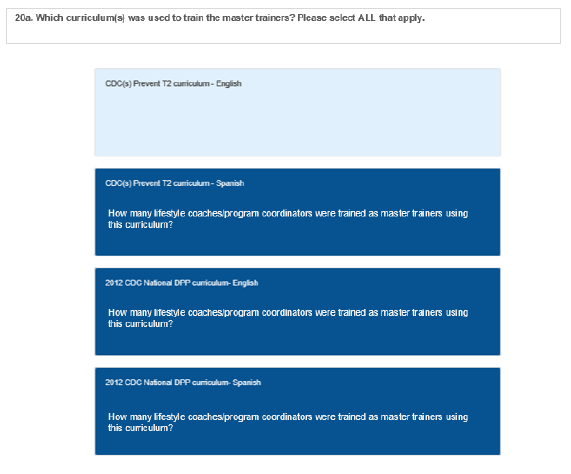 20a. Which curriculum(s) was used to train the master trainers? Please select ALL that apply.
CDC(s) Prevent T2 curriculum - English
CDC(s) Prevent T2 curriculum - Spanish
How many lifestyle coaches/program coordinators were trained as master trainers using
this curriculum?
2012 CDC National DPP curriculum- English
How many lifestyle coaches/program coordinators were trained as master trainers using
this curriculum?
2012 CDC National DPP curriculum- Spanish
How many lifestyle coaches/program coordinators were trained as master trainers using
this curriculum?